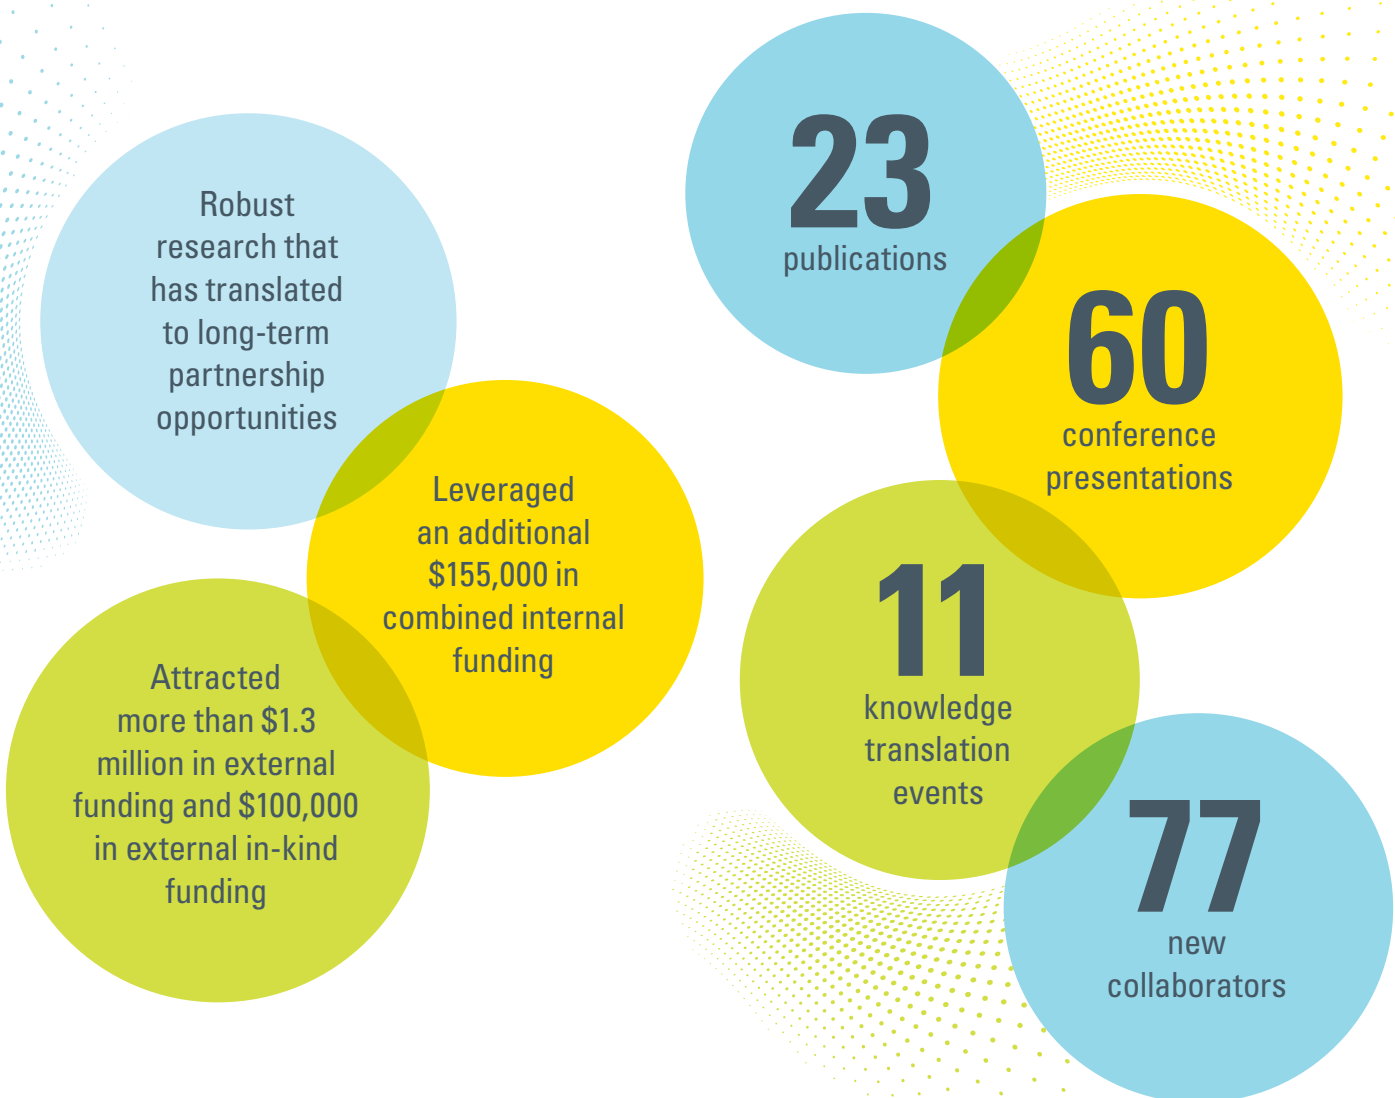 Robust
research that
has translated
to long-term
partnership
opportunities
Leveraged
an additional
$155,000 in
combined internal
funding
Attracted
more than $1.3
million in external
funding and $100,000
in external in-kind
funding
23
publications
60
conference
presentations
11
knowledge
translation
events
77
new
collaborators